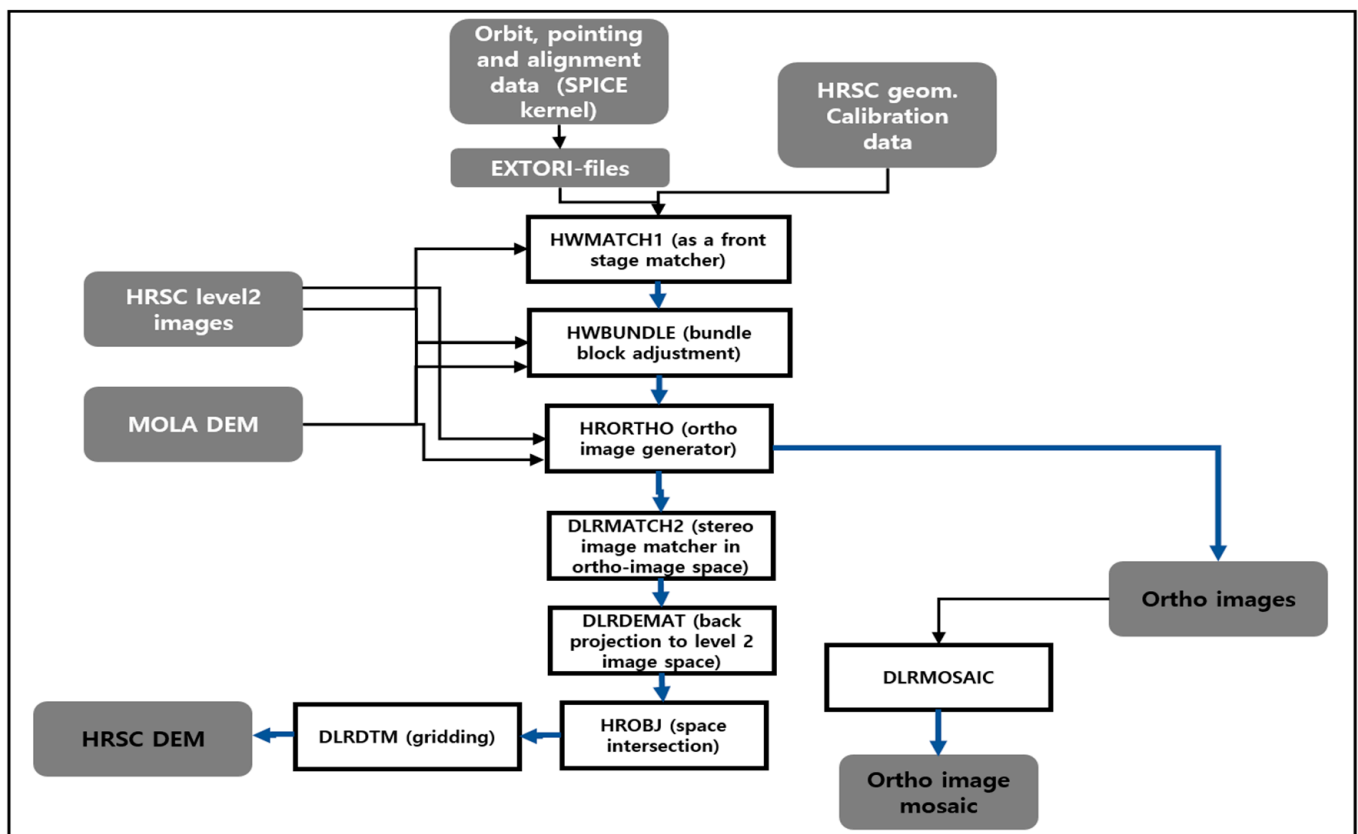 Orbit, pointing
and alignment
data  (SPICE
kernel)
HRSC geom.
Calibration
data
EXTORI-files
HWMATCH1 (as a front
stage matcher)
HRSC level2
images
HWBUNDLE (bundle
block adjustment)
MOLA DEM
HRORTHO (ortho
image generator)
DLRMATCH2 (stereo
image matcher in
ortho-image space)
Ortho images
DLRDEMAT (back
projection to level 2
image space)
DLRMOSAIC
HRSC DEM
DLRDTM (gridding)
HROBJ (space
intersection)
Ortho image
mosaic